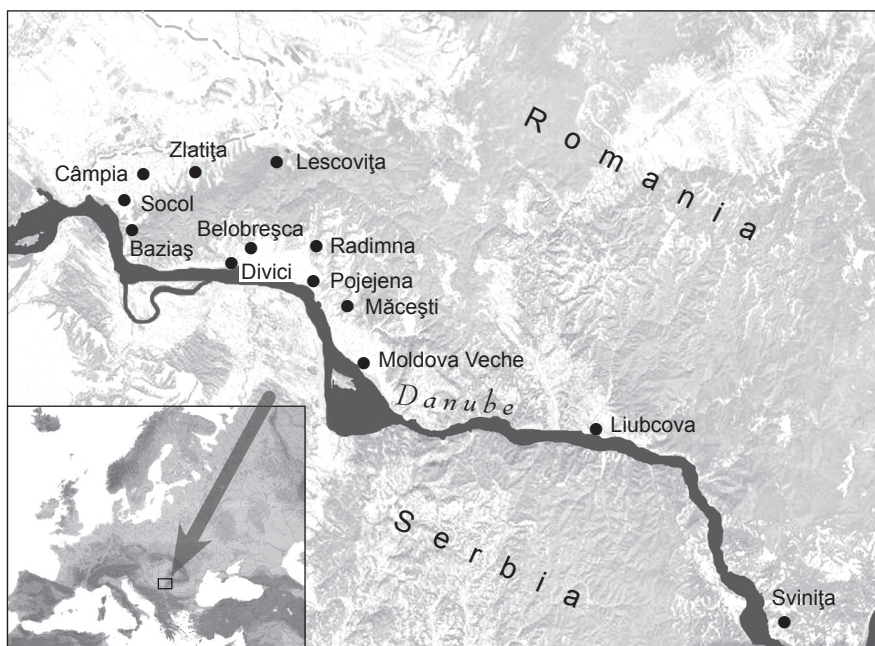 Romania
Zlatiţa
Lescoviţa
Câmpia
Socol
Belobreşca
Radimna
Baziaş
Divici
Pojejena
Măceşti
Moldova Veche
Danube
Liubcova
Serbia
Sviniţa